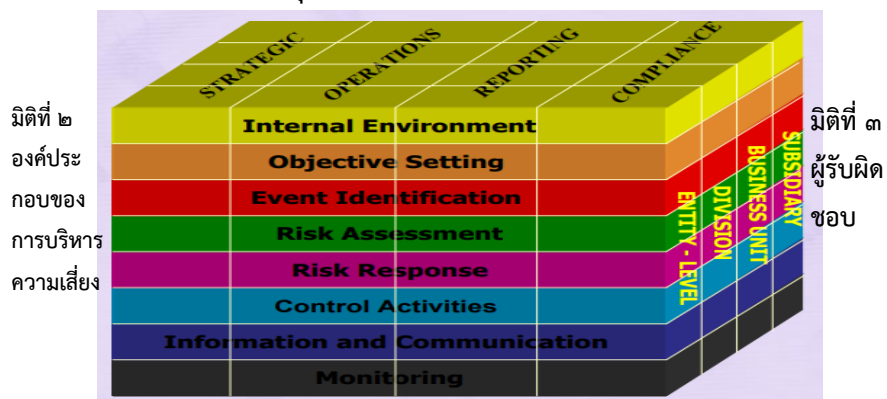 STRATEGIC
OPERATIONS
REPORTING
COMPLIANCE
มิติที่ ๒
องค์ประ
กอบของ
การบริหาร
ความเสี่ยง
Internal Environment
Objective Setting
Event Identification
Risk Assessment
Risk Response
Control Activities
Information and Communication
Monitoring
ENTITY - LEVEL
DIVISION
BUSINESS UNIT
SUBSIDIARY
มิติที่ ๓
ผู้รับผิด
ชอบ